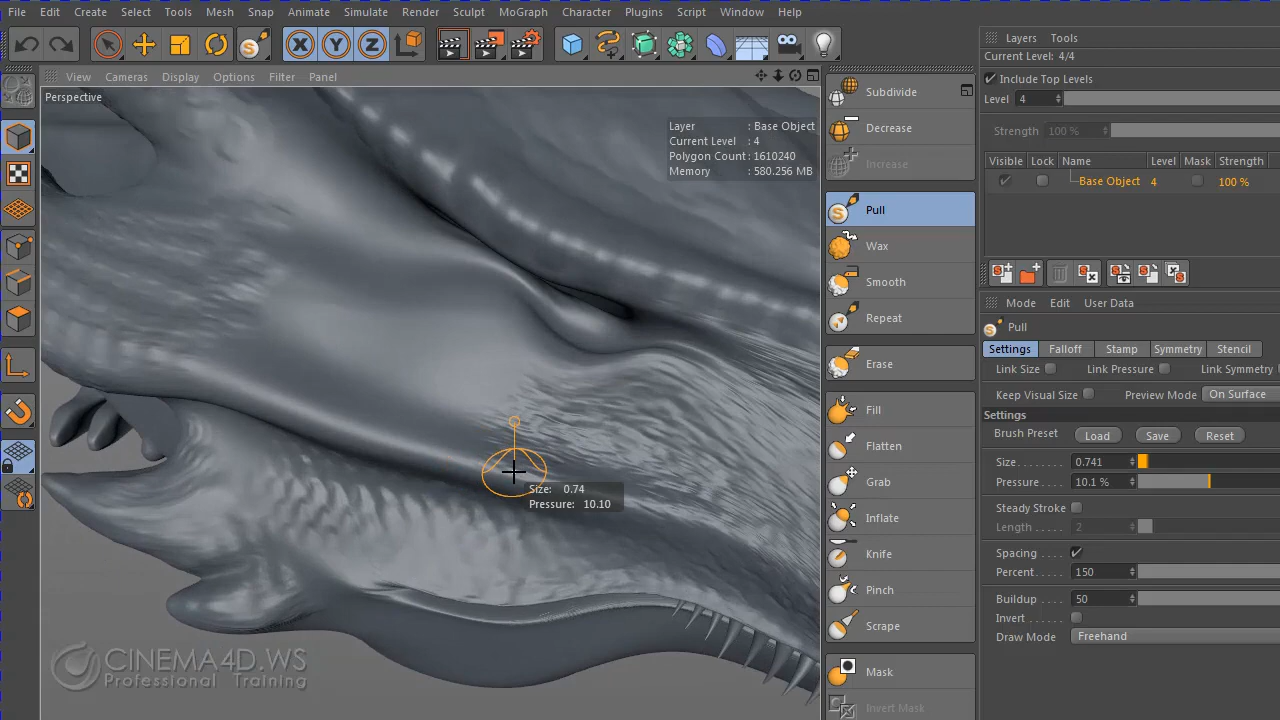 File Edit Create Select Tools Mesh Snap Animate Simulate Render Sculpt MoGraph Character Plugins Script Window Help
X Y Z
View Cameras Display Options Filter Panel
Perspective
Layer : Base Object
Current Level : 4
Polygon Count : 1610240
Memory : 580.256 MB
Size: 0.74
Pressure: 10.10
CINEMA4D.WS
Professional Training
Subdivide
Decrease
Increase
Pull
Wax
Smooth
Repeat
Erase
Fill
Flatten
Grab
Inflate
Knife
Pinch
Scrape
Mask
Invert Mask
Layers Tools
Current Level: 4/4
Include Top Levels
Level 4
Strength 100 %
Visible Lock Name Level Mask Strength
Base Object 4 100 %
Mode Edit User Data
Pull
Settings Falloff Stamp Symmetry Stencil
Link Size Link Pressure Link Symmetry
Keep Visual Size Preview Mode On Surface
Settings
Brush Preset Load Save Reset
Size 0.741
Pressure 10.1 %
Steady Stroke
Length 2
Spacing
Percent 150
Buildup 50
Invert
Draw Mode Freehand